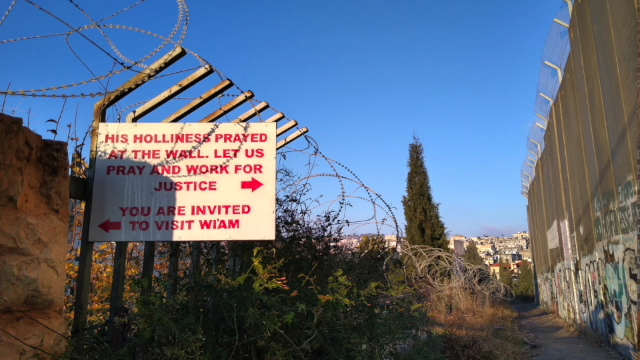 HIS HOLLINESS PRAYED
AT THE WALL. LET US
PRAY AND WORK FOR
JUSTICE
YOU ARE INVITED
TO VISIT WI'AM